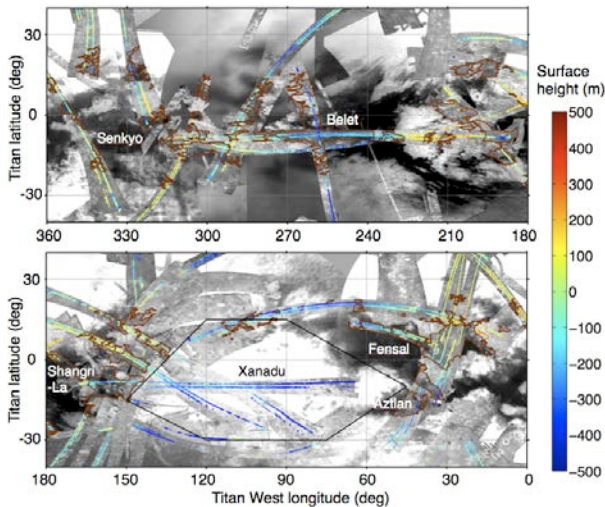 Surface
height (m)
Titan latitude (deg)
30
0
-30
Senkyo
Belet
360 330 300 270 240 210 180
500
400
300
200
100
0
−100
−200
−300
−400
−500
Titan latitude (deg)
30
0
-30
Shangri
-La
Xanadu
Fensal
Aztlan
180 150 120 90 60 30 0
Titan West longitude (deg)